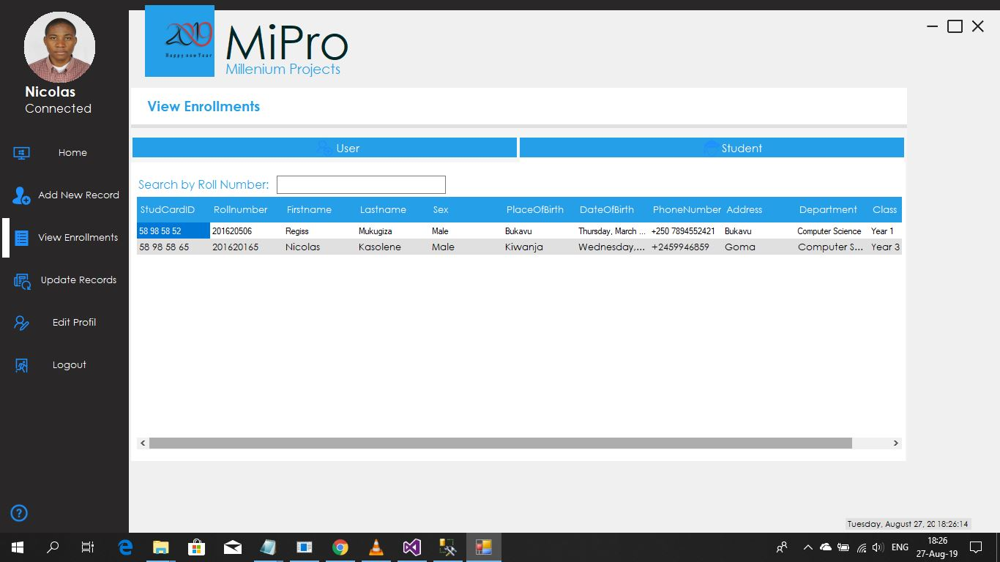 2019
Happy new Year
MiPro
Millenium Projects
Nicolas
Connected
Home
Add New Record
View Enrollments
Update Records
Edit Profil
Logout
View Enrollments
User
Student
Search by Roll Number:
StudCardID Rollnumber Firstname Lastname Sex PlaceOfBirth DateOfBirth PhoneNumber Address Department Class
58 98 58 52 201620506 Regiss Mukugiza Male Bukavu Thursday, March ... +250 7894552421 Bukavu Computer Science Year 1
58 98 58 65 201620165 Nicolas Kasolene Male Kiwanja Wednesday,... +2459946859 Goma Computer S... Year 3
?
Tuesday, August 27, 20 18:26:14
ENG
18:26
27-Aug-19